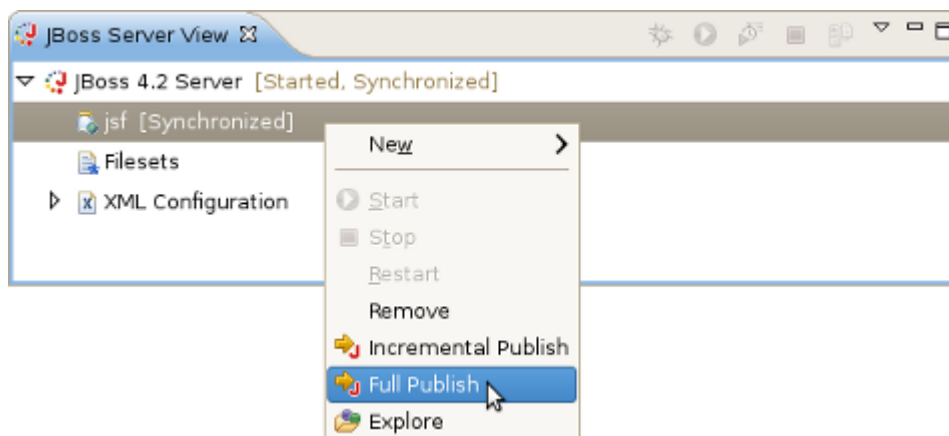 JBoss Server View
JBoss 4.2 Server [Started, Synchronized]
jsf [Synchronized]
Filesets
XML Configuration
New
Start
Stop
Restart
Remove
Incremental Publish
Full Publish
Explore